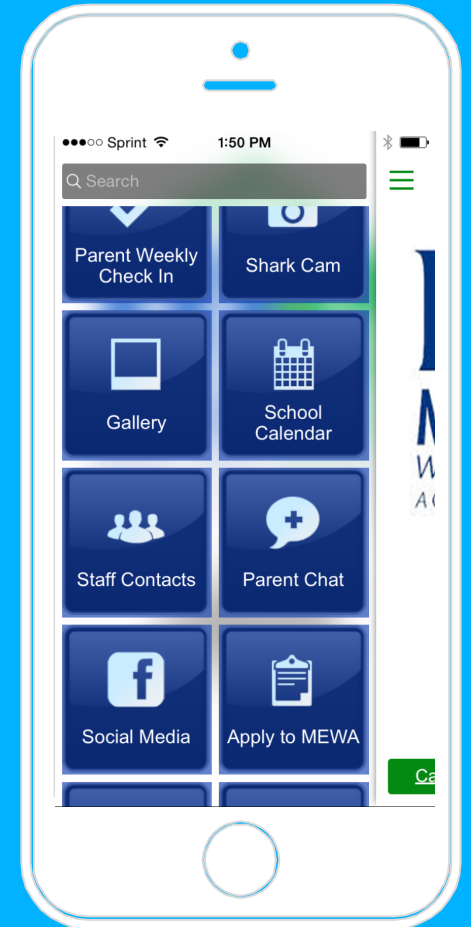 Sprint 1:50 PM
Search
Parent Weekly
Check In
Shark Cam
Gallery
School
Calendar
Staff Contacts
Parent Chat
Social Media
Apply to MEWA